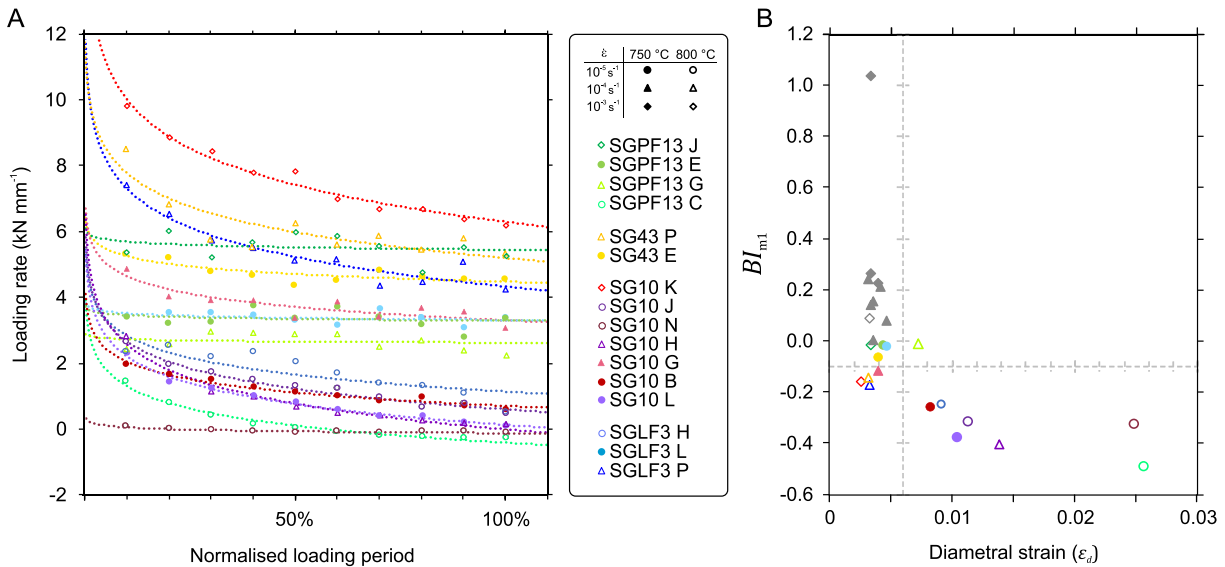 A
12
10
8
6
4
2
0
-2
Loading rate (kN mm⁻¹)
50%
100%
Normalised loading period
ε̇ 750 °C 800 °C
10⁻⁵ s⁻¹
10⁻⁴ s⁻¹
10⁻³ s⁻¹
SGPF13 J
SGPF13 E
SGPF13 G
SGPF13 C
SG43 P
SG43 E
SG10 K
SG10 J
SG10 N
SG10 H
SG10 G
SG10 B
SG10 L
SGLF3 H
SGLF3 L
SGLF3 P
B
1.2
1.0
0.8
0.6
0.4
0.2
0.0
-0.2
-0.4
-0.6
BIm1
0
0.01
0.02
0.03
Diametral strain (εd)